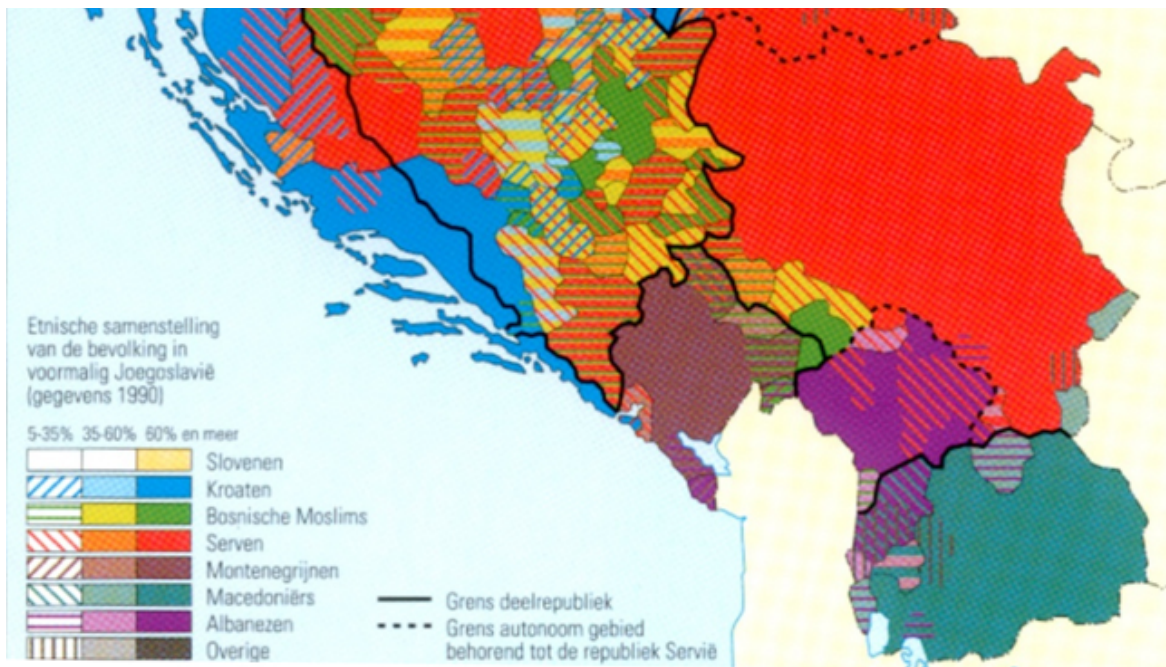 Etnische samenstelling
van de bevolking in
voormalig Joegoslavië
(gegevens 1990)
5-35% 35-60% 60% en meer
Slovenen
Kroaten
Bosnische Moslims
Serven
Montenegrijnen
Macedoniërs
Albanezen
Overige
Grens deelrepubliek
Grens autonoom gebied
behorend tot de republiek Servië